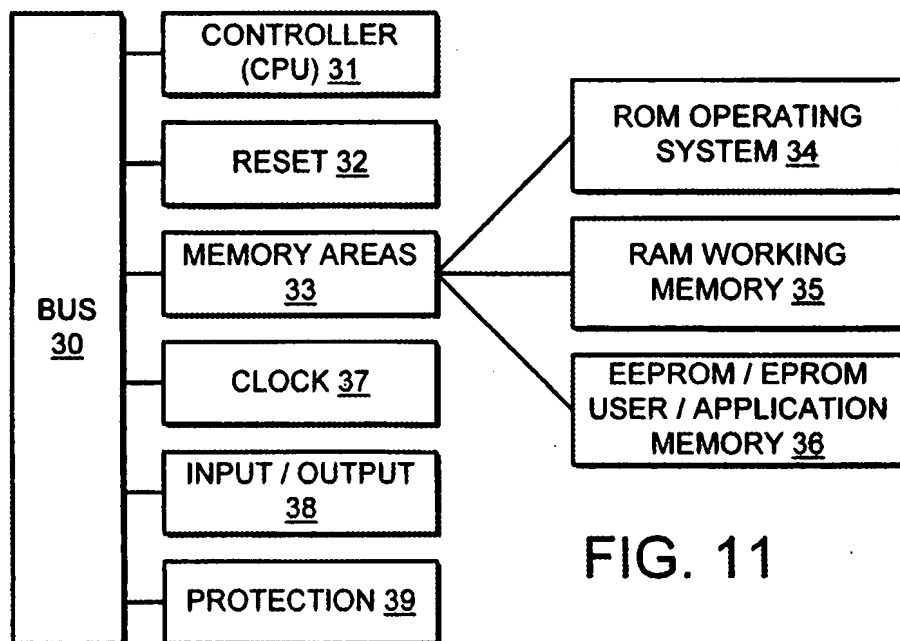 BUS
30
CONTROLLER
(CPU) 31
RESET 32
MEMORY AREAS
33
CLOCK 37
INPUT / OUTPUT
38
PROTECTION 39
ROM OPERATING
SYSTEM 34
RAM WORKING
MEMORY 35
EEPROM / EPROM
USER / APPLICATION
MEMORY 36
FIG. 11